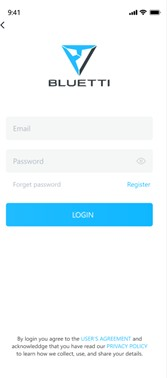 9:41
BLUETTI
Email
Password
Forget password Register
LOGIN
By login you agree to the USER'S AGREEMENT and
acknowleddge that you have read our PRIVACY POLICY
to learn how we collect, use, and share your details.